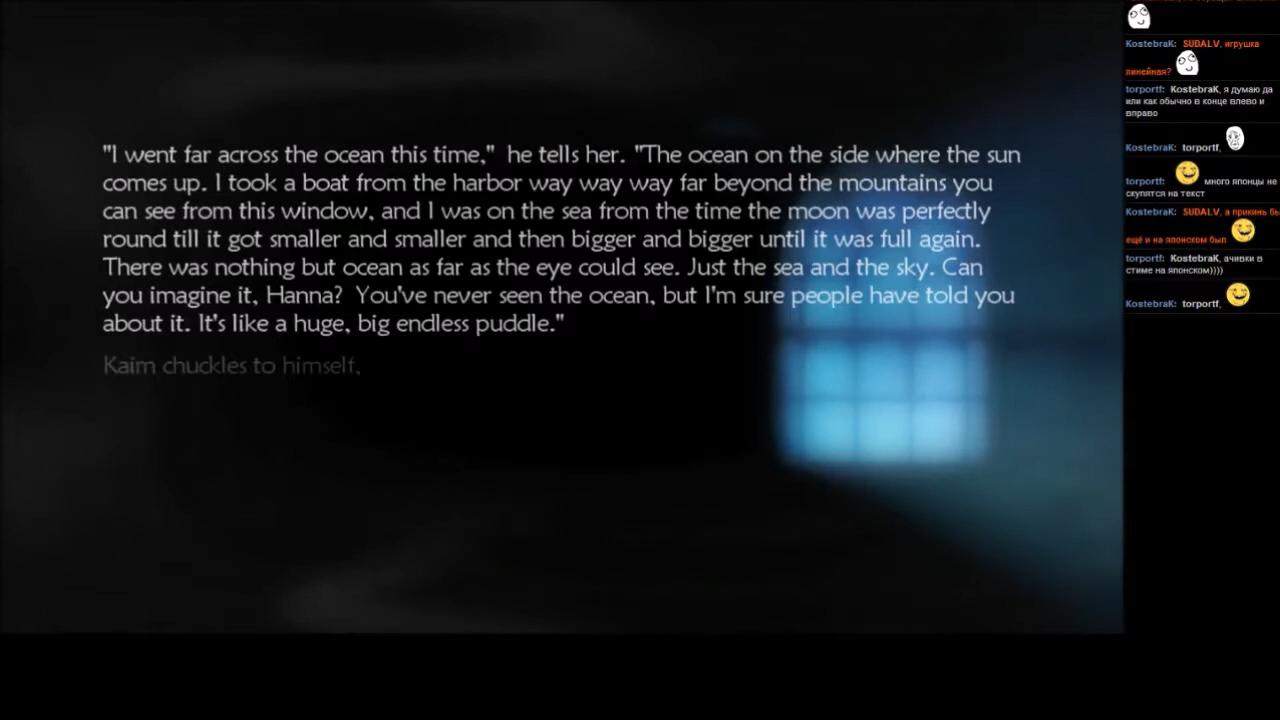 "I went far across the ocean this time,"  he tells her. "The ocean on the side where the sun
comes up. I took a boat from the harbor way way way far beyond the mountains you
can see from this window, and I was on the sea from the time the moon was perfectly
round till it got smaller and smaller and then bigger and bigger until it was full again.
There was nothing but ocean as far as the eye could see. Just the sea and the sky. Can
you imagine it, Hanna?  You've never seen the ocean, but I'm sure people have told you
about it. It's like a huge, big endless puddle."
Kaim chuckles to himself,
KostebraK: SUDALV, игрушка
линейная?
torportf: KostebraK, я думаю да
или как обычно в конце влево и
вправо
KostebraK: torportf,
torportf: много японцы не
скупятся на текст
KostebraK: SUDALV, а прикинь бы
ещё и на японском был
torportf: KostebraK, ачивки в
стиме на японском))))
KostebraK: torportf,